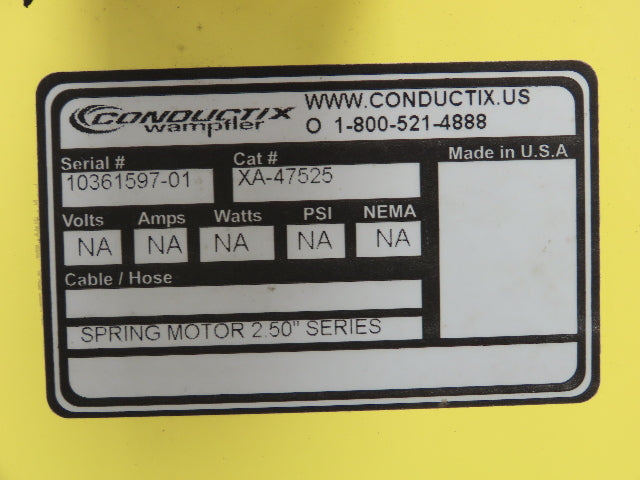 CONDUCTIX
wampfler
WWW.CONDUCTIX.US
O 1-800-521-4888
Serial #
10361597-01
Cat #
XA-47525
Made in U.S.A
Volts Amps Watts PSI NEMA
NA NA NA NA NA
Cable / Hose
SPRING MOTOR 2.50" SERIES